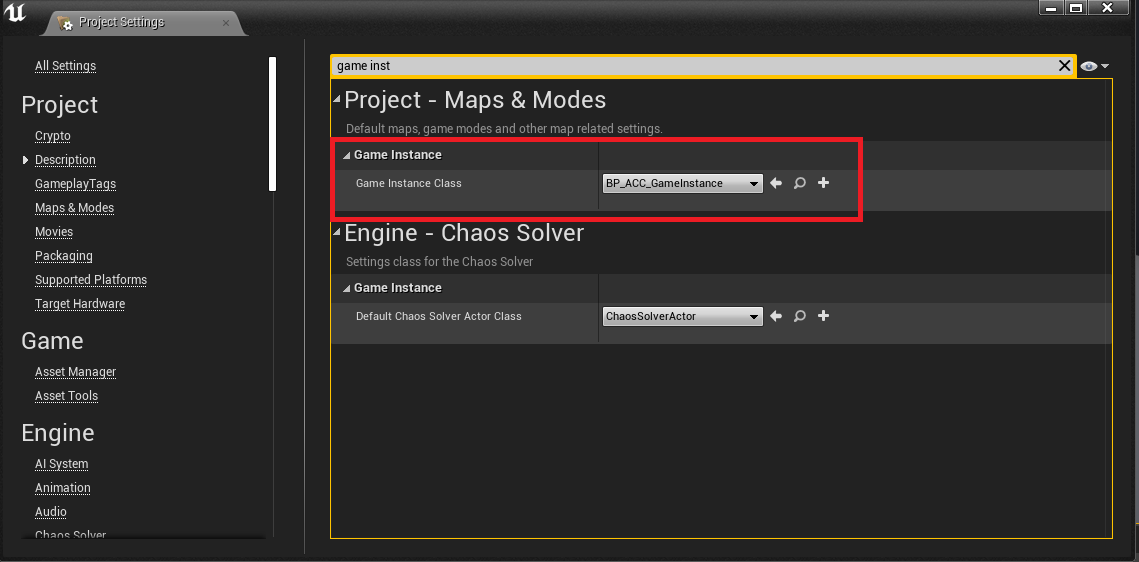 Project Settings
All Settings
Project
Crypto
Description
GameplayTags
Maps & Modes
Movies
Packaging
Supported Platforms
Target Hardware
Game
Asset Manager
Asset Tools
Engine
AI System
Animation
Audio
Chaos Solver
game inst
Project - Maps & Modes
Default maps, game modes and other map related settings.
Game Instance
Game Instance Class BP_ACC_GameInstance
Engine - Chaos Solver
Settings class for the Chaos Solver
Game Instance
Default Chaos Solver Actor Class ChaosSolverActor